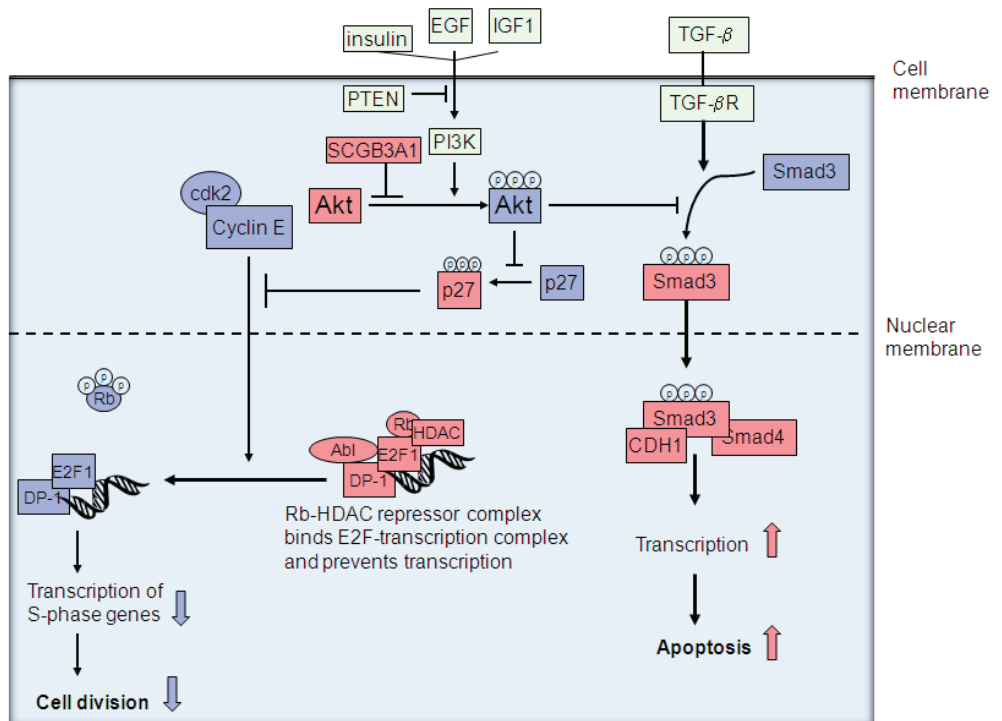 insulin
EGF
IGF1
TGF-β
Cell
membrane
PTEN
TGF-βR
SCGB3A1
PI3K
Smad3
cdk2
Cyclin E
Akt
p p p
Akt
p p p
Smad3
p p p
p27
p27
Nuclear
membrane
p p p
Rb
p p p
Smad3
CDH1
Smad4
Rb
HDAC
Abl
E2F1
DP-1
E2F1
DP-1
Rb-HDAC repressor complex
binds E2F-transcription complex
and prevents transcription
Transcription
Transcription of
S-phase genes
Apoptosis
Cell division